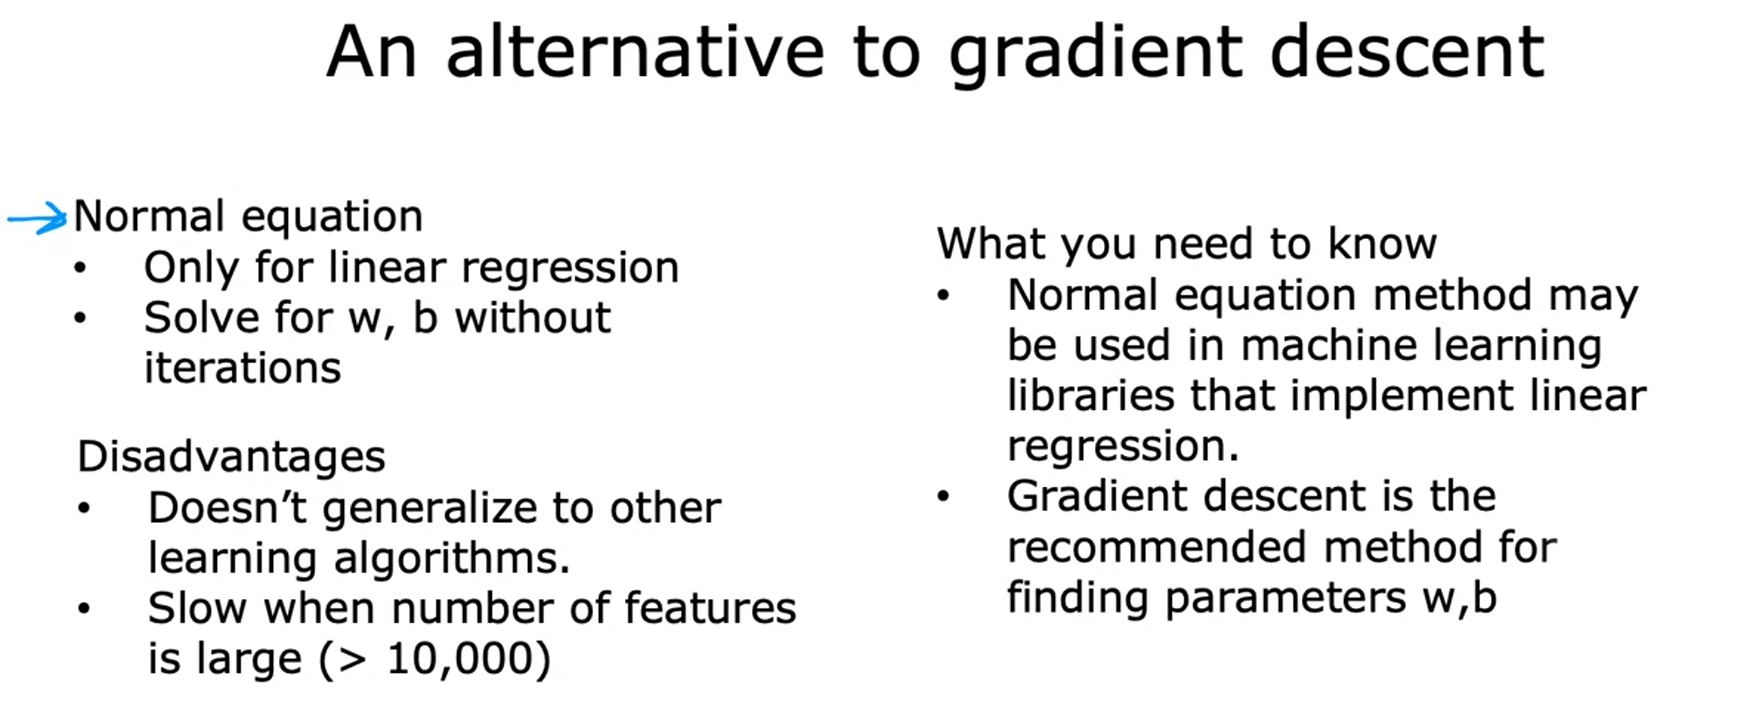 An alternative to gradient descent
Normal equation
• Only for linear regression
• Solve for w, b without
iterations
Disadvantages
• Doesn’t generalize to other
learning algorithms.
• Slow when number of features
is large (> 10,000)
What you need to know
• Normal equation method may
be used in machine learning
libraries that implement linear
regression.
• Gradient descent is the
recommended method for
finding parameters w,b